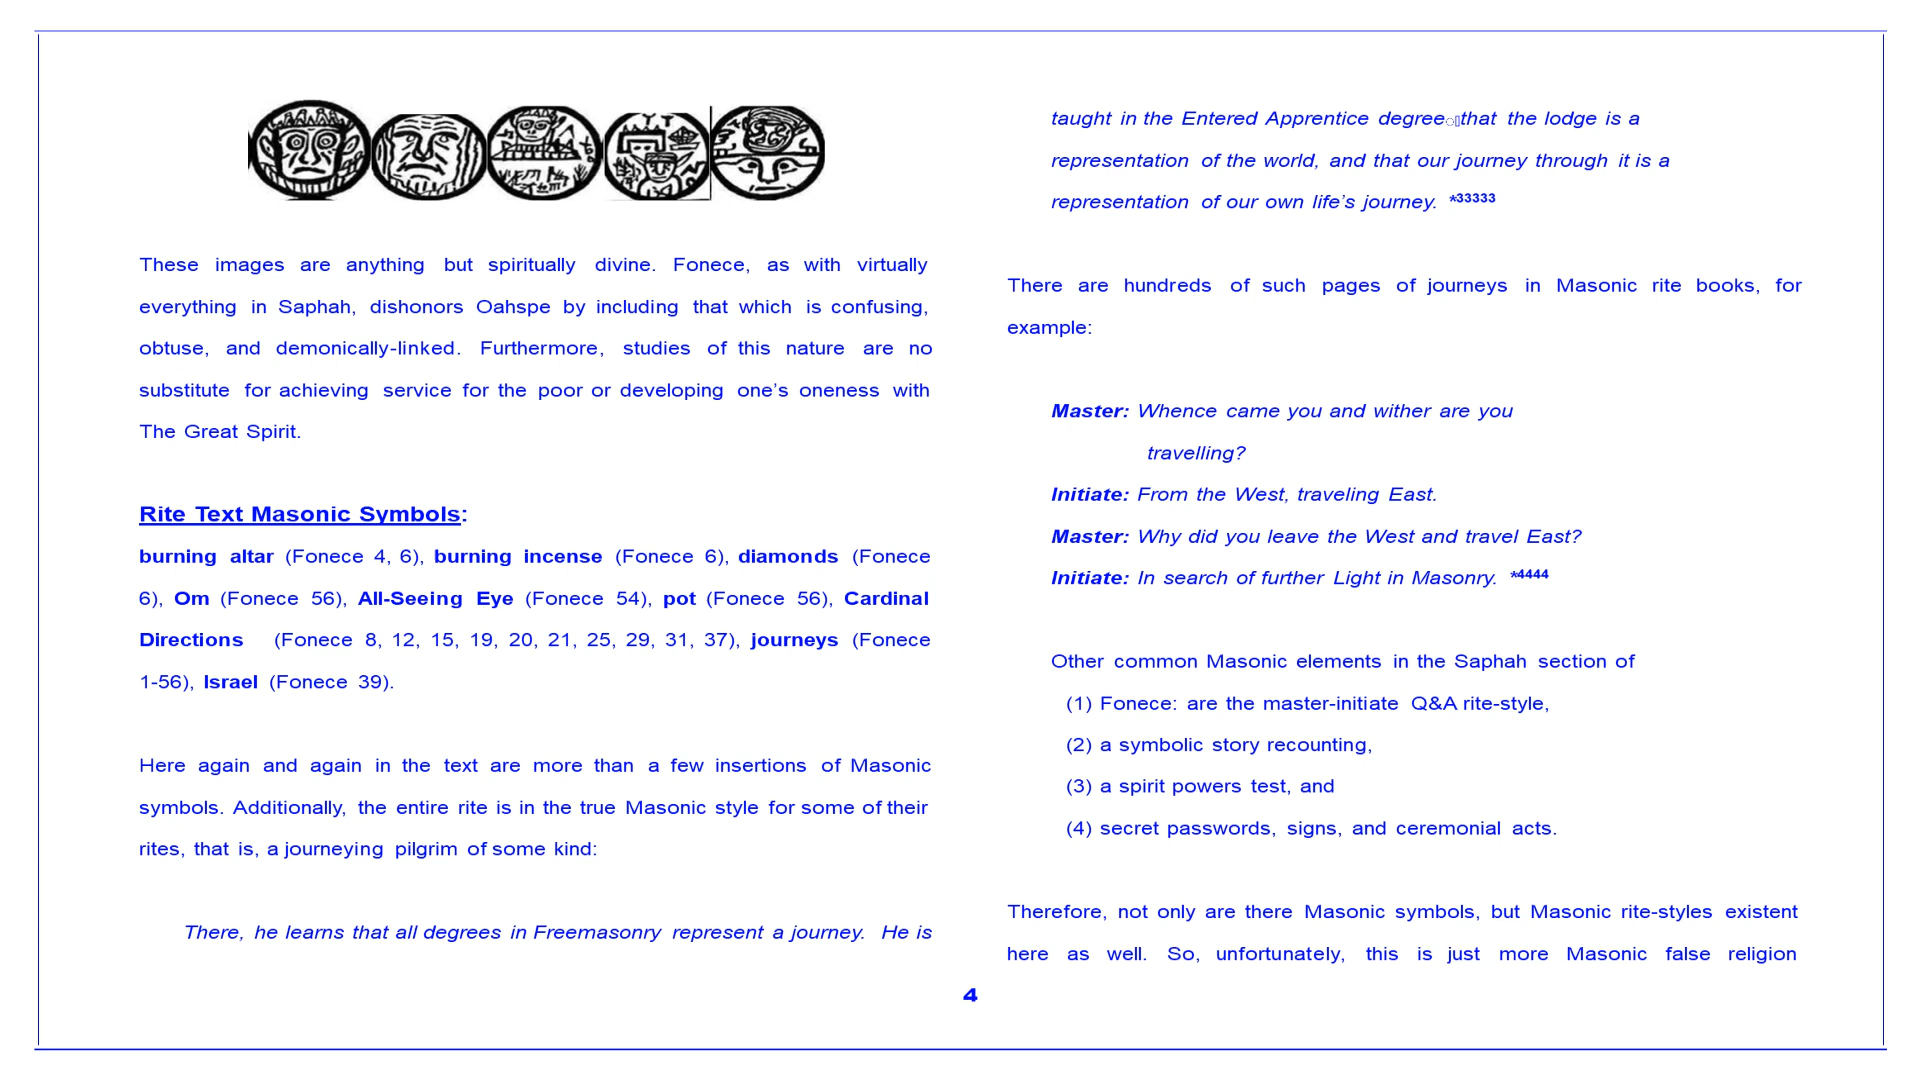 These images are anything but spiritually divine. Fonece, as with virtually
everything in Saphah, dishonors Oahspe by including that which is confusing,
obtuse, and demonically-linked. Furthermore, studies of this nature are no
substitute for achieving service for the poor or developing one’s oneness with
The Great Spirit.
Rite Text Masonic Symbols:
burning altar (Fonece 4, 6), burning incense (Fonece 6), diamonds (Fonece
6), Om (Fonece 56), All-Seeing Eye (Fonece 54), pot (Fonece 56), Cardinal
Directions (Fonece 8, 12, 15, 19, 20, 21, 25, 29, 31, 37), journeys (Fonece
1-56), Israel (Fonece 39).
Here again and again in the text are more than a few insertions of Masonic
symbols. Additionally, the entire rite is in the true Masonic style for some of their
rites, that is, a journeying pilgrim of some kind:
There, he learns that all degrees in Freemasonry represent a journey. He is
taught in the Entered Apprentice degree that the lodge is a
representation of the world, and that our journey through it is a
representation of our own life’s journey. *33333
There are hundreds of such pages of journeys in Masonic rite books, for
example:
Master: Whence came you and wither are you
travelling?
Initiate: From the West, traveling East.
Master: Why did you leave the West and travel East?
Initiate: In search of further Light in Masonry. *4444
Other common Masonic elements in the Saphah section of
(1) Fonece: are the master-initiate Q&A rite-style,
(2) a symbolic story recounting,
(3) a spirit powers test, and
(4) secret passwords, signs, and ceremonial acts.
Therefore, not only are there Masonic symbols, but Masonic rite-styles existent
here as well. So, unfortunately, this is just more Masonic false religion
4